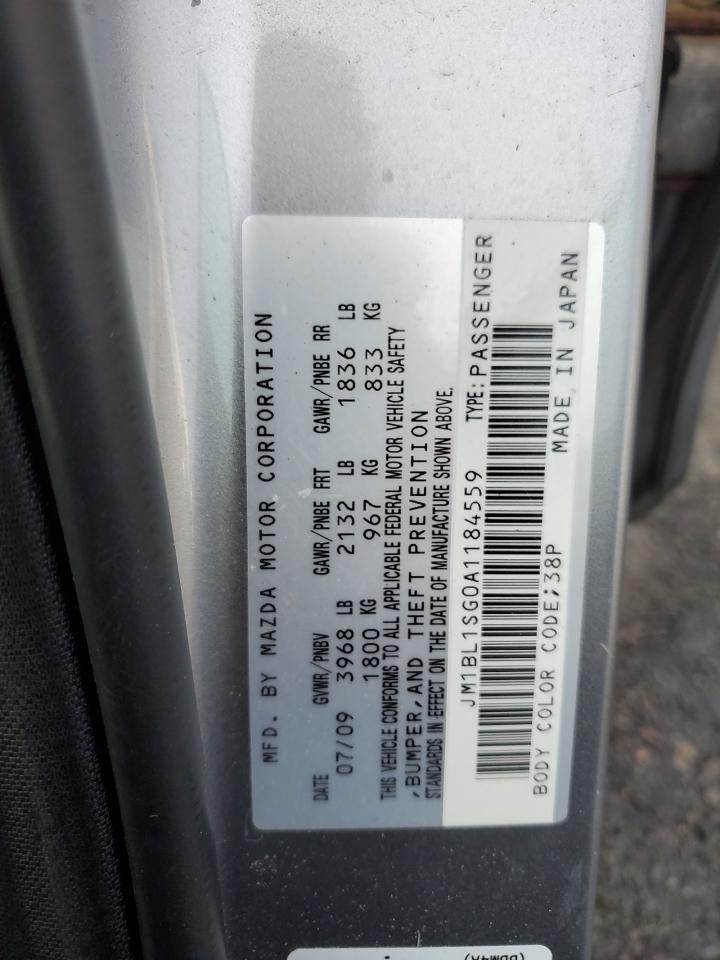 MFD. BY MAZDA MOTOR CORPORATION
DATE GVWR/PNBV GAWR/PNBE FRT GAWR/PNBE RR
07/09 3968 LB 2132 LB 1836 LB
1800 KG 967 KG 833 KG
THIS VEHICLE CONFORMS TO ALL APPLICABLE FEDERAL MOTOR VEHICLE SAFETY
,BUMPER,AND THEFT PREVENTION
STANDARDS IN EFFECT ON THE DATE OF MANUFACTURE SHOWN ABOVE.
JM1BL1SG0A1184559 TYPE:PASSENGER
BODY COLOR CODE;38P MADE IN JAPAN